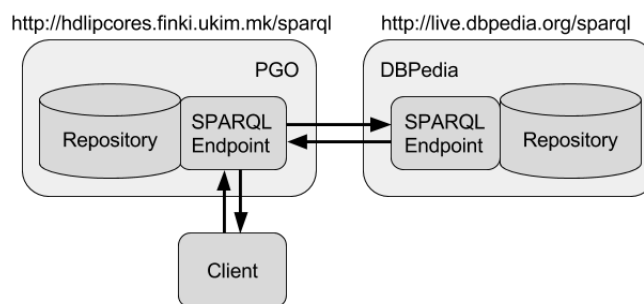 http://hdlipcores.finki.ukim.mk/sparql
http://live.dbpedia.org/sparql
PGO
DBPedia
Repository
SPARQL
Endpoint
SPARQL
Endpoint
Repository
Client